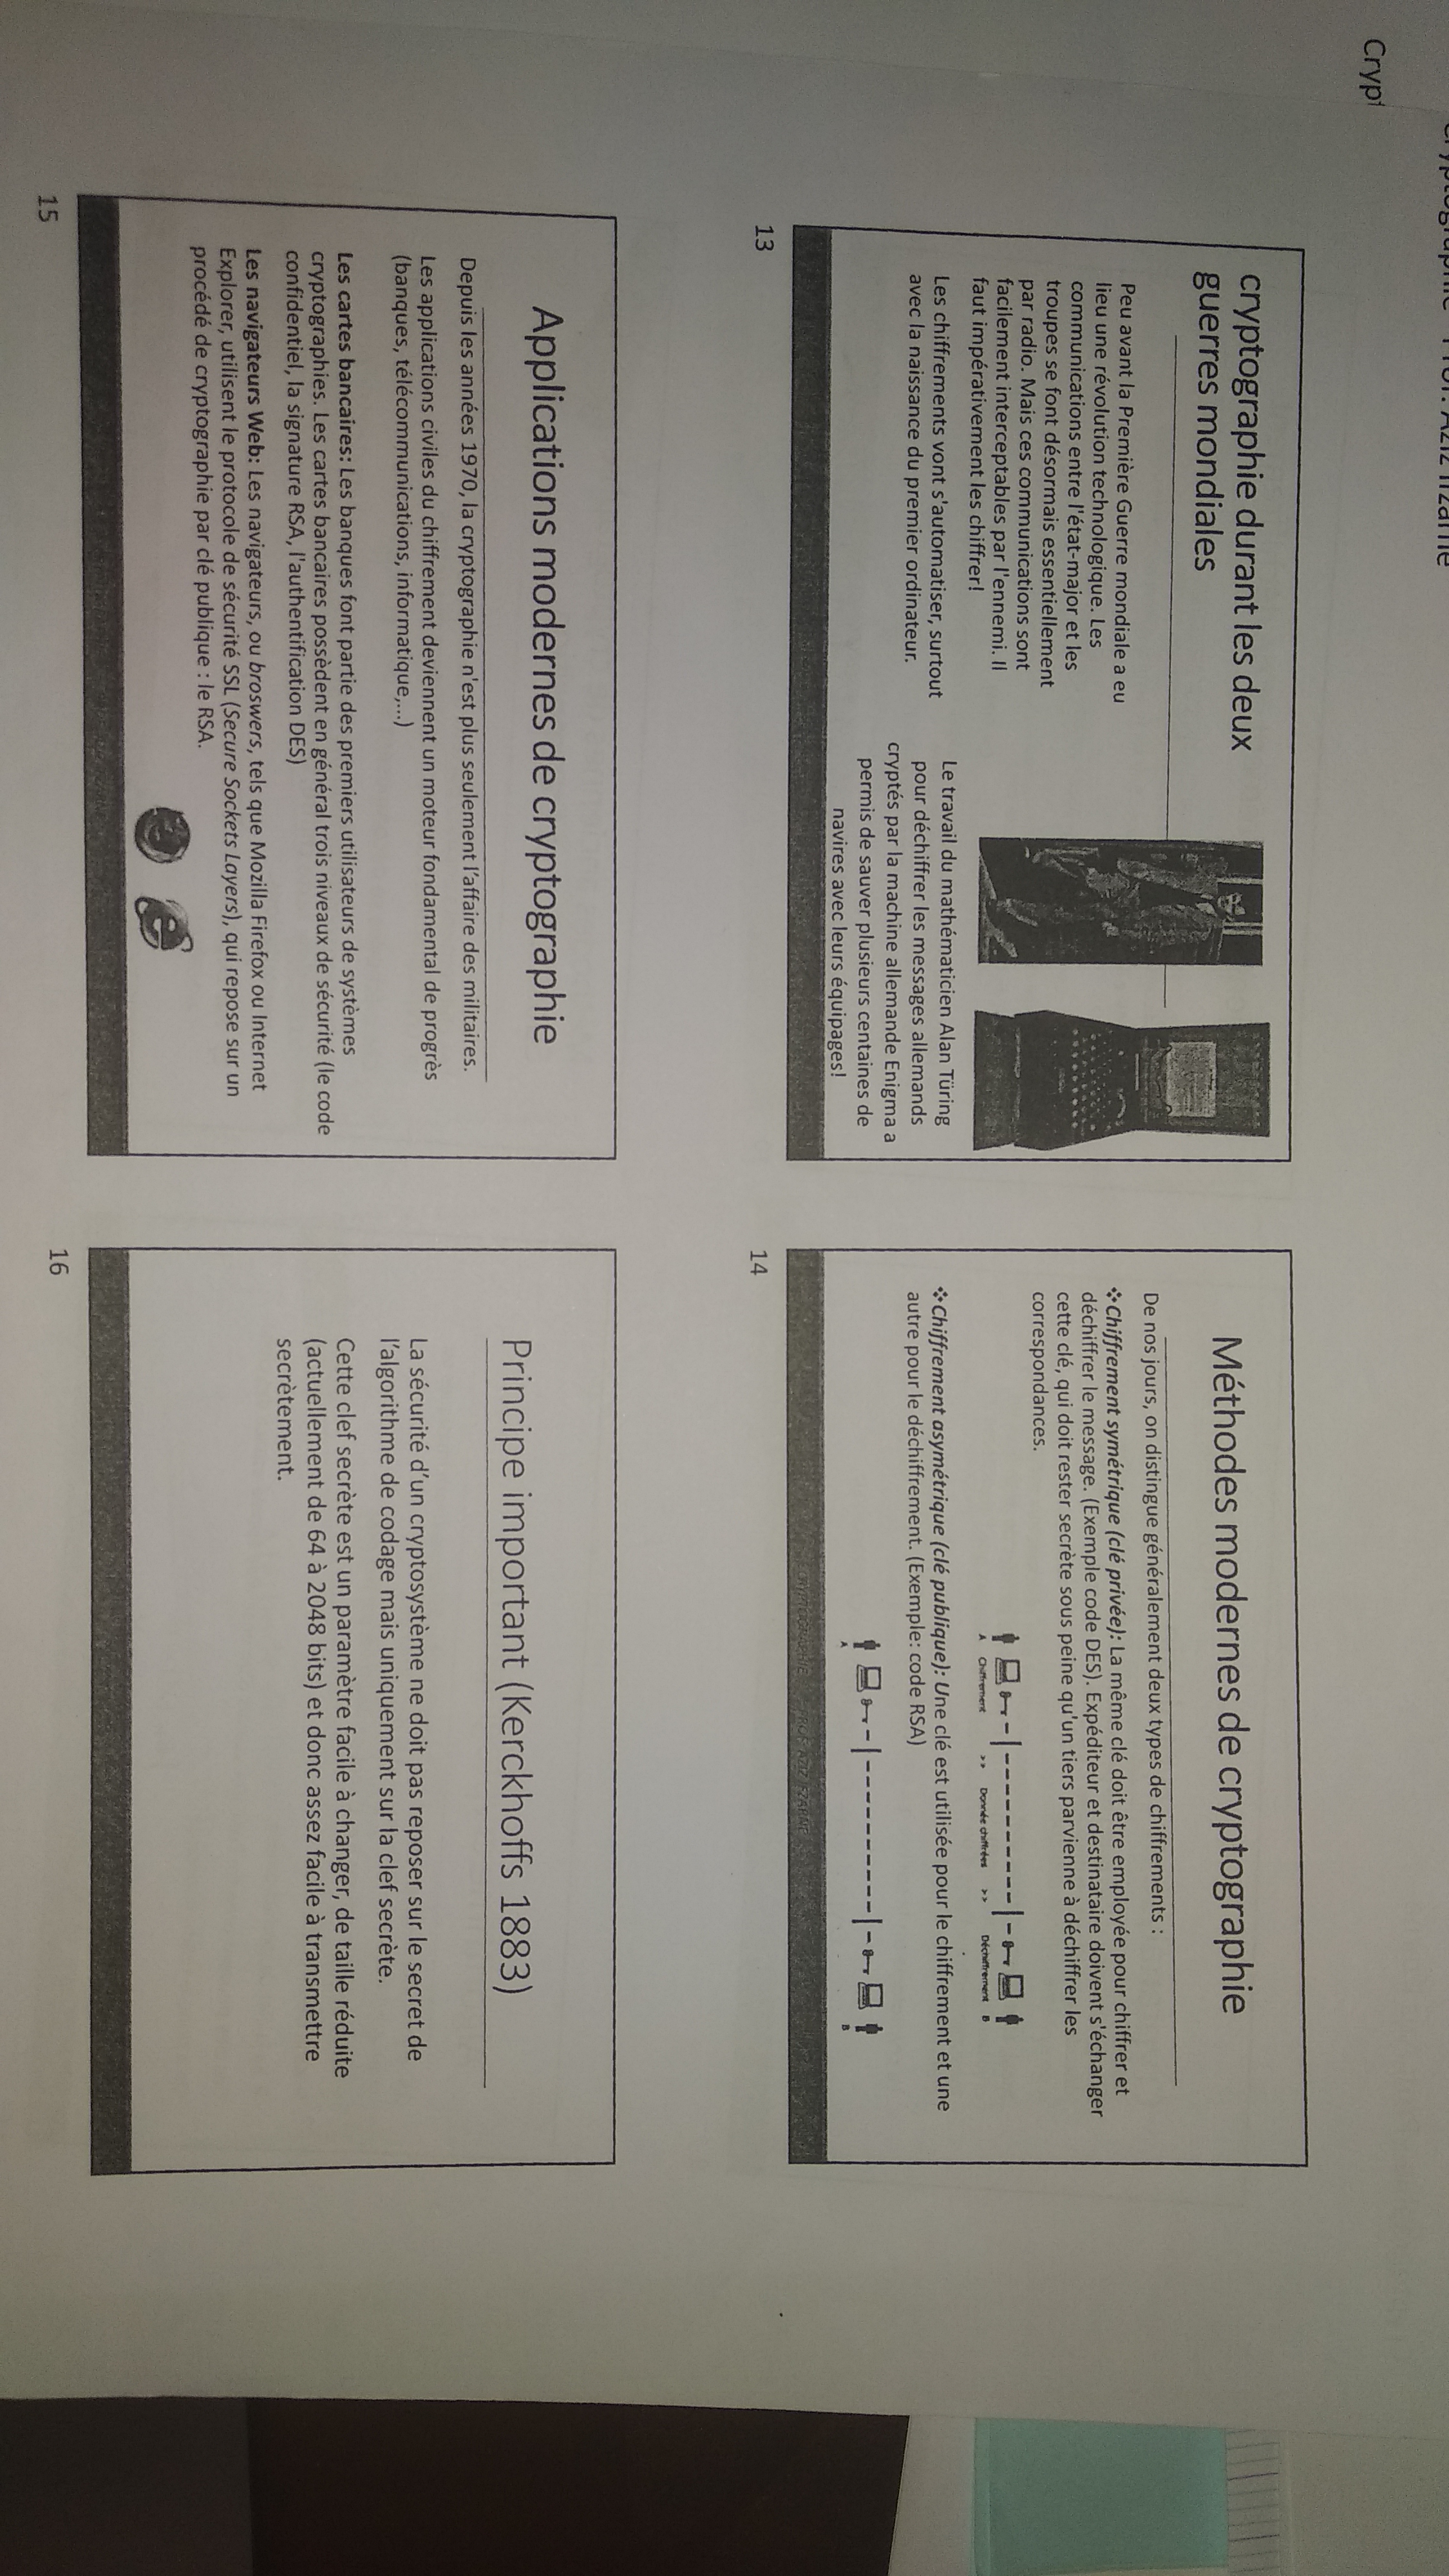 cryptographie durant les deux
guerres mondiales
Peu avant la Première Guerre mondiale a eu
lieu une révolution technologique. Les
communications entre l'état-major et les
troupes se font désormais essentiellement
par radio. Mais ces communications sont
facilement interceptables par l'ennemi. Il
faut impérativement les chiffrer!
Les chiffrements vont s'automatiser, surtout
avec la naissance du premier ordinateur.
Le travail du mathématicien Alan Türing
pour déchiffrer les messages allemands
cryptés par la machine allemande Enigma a
permis de sauver plusieurs centaines de
navires avec leurs équipages!
13
Méthodes modernes de cryptographie
De nos jours, on distingue généralement deux types de chiffrements :
❖Chiffrement symétrique (clé privée): La même clé doit être employée pour chiffrer et
déchiffrer le message. (Exemple code DES). Expéditeur et destinataire doivent s'échanger
cette clé, qui doit rester secrète sous peine qu'un tiers parvienne à déchiffrer les
correspondances.
A Chiffrement >> Donnée chiffrées >> Déchiffrement B
❖Chiffrement asymétrique (clé publique): Une clé est utilisée pour le chiffrement et une
autre pour le déchiffrement. (Exemple: code RSA)
A B
14
Applications modernes de cryptographie
Depuis les années 1970, la cryptographie n'est plus seulement l'affaire des militaires.
Les applications civiles du chiffrement deviennent un moteur fondamental de progrès
(banques, télécommunications, informatique,...)
Les cartes bancaires: Les banques font partie des premiers utilisateurs de systèmes
cryptographies. Les cartes bancaires possèdent en général trois niveaux de sécurité (le code
confidentiel, la signature RSA, l'authentification DES)
Les navigateurs Web: Les navigateurs, ou broswers, tels que Mozilla Firefox ou Internet
Explorer, utilisent le protocole de sécurité SSL (Secure Sockets Layers), qui repose sur un
procédé de cryptographie par clé publique : le RSA.
15
Principe important (Kerckhoffs 1883)
La sécurité d'un cryptosystème ne doit pas reposer sur le secret de
l'algorithme de codage mais uniquement sur la clef secrète.
Cette clef secrète est un paramètre facile à changer, de taille réduite
(actuellement de 64 à 2048 bits) et donc assez facile à transmettre
secrètement.
16